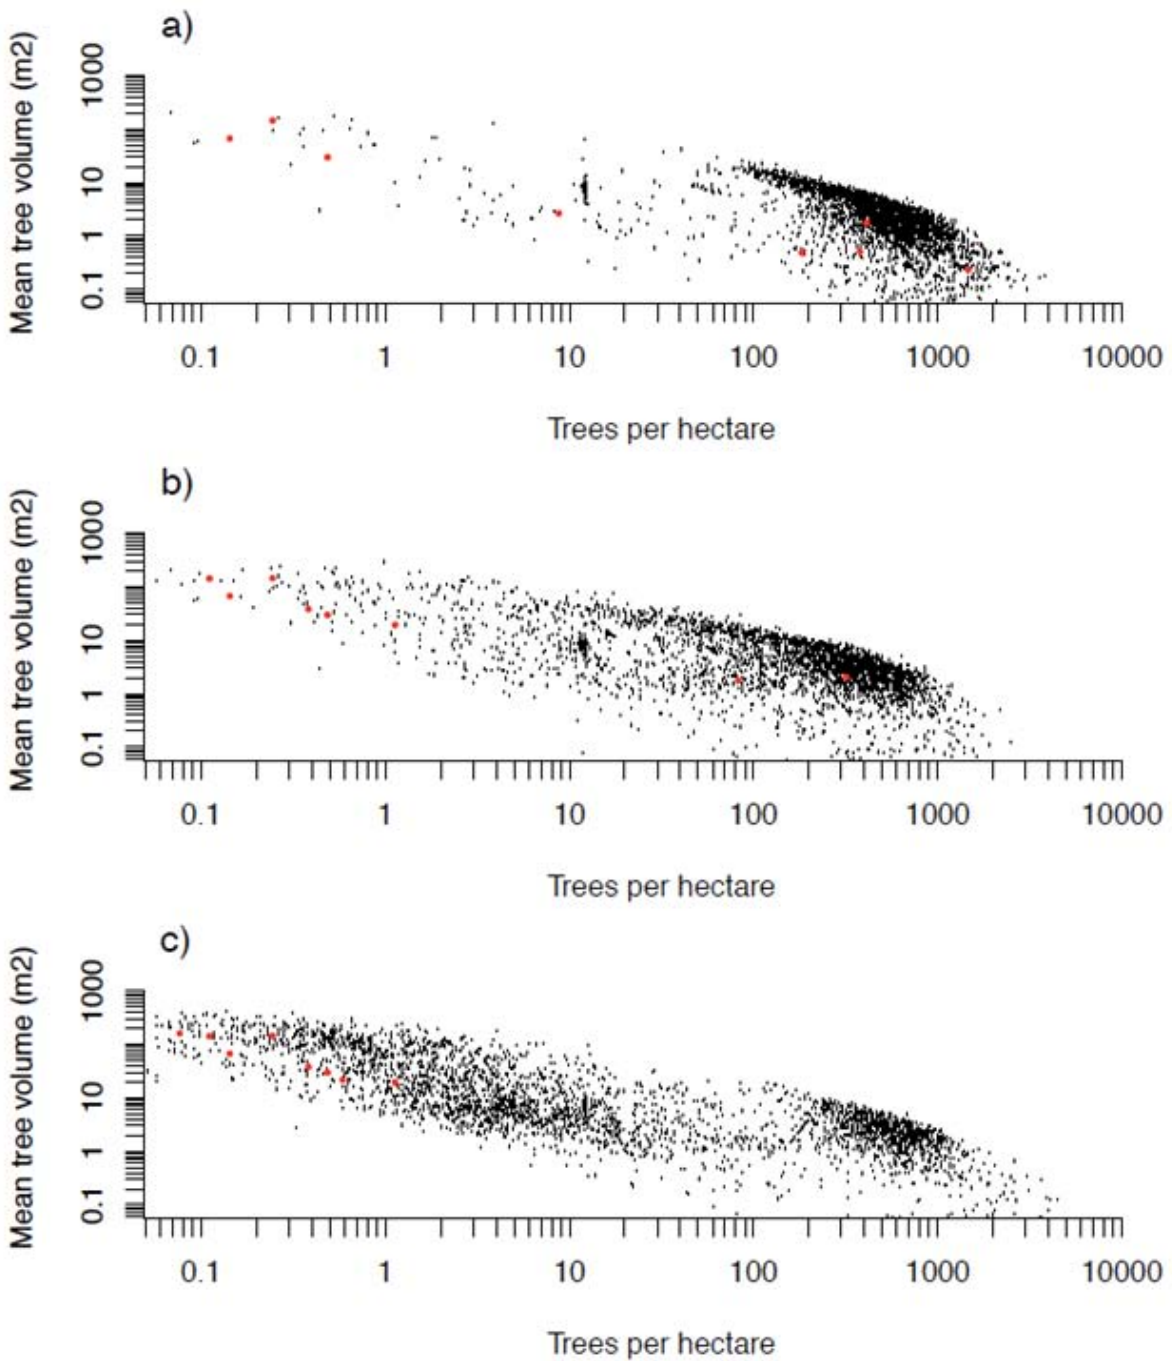 a)
Mean tree volume (m2)
1000
10
1
0.1
0.1 1 10 100 1000 10000
Trees per hectare
b)
Mean tree volume (m2)
1000
10
1
0.1
0.1 1 10 100 1000 10000
Trees per hectare
c)
Mean tree volume (m2)
1000
10
1
0.1
0.1 1 10 100 1000 10000
Trees per hectare